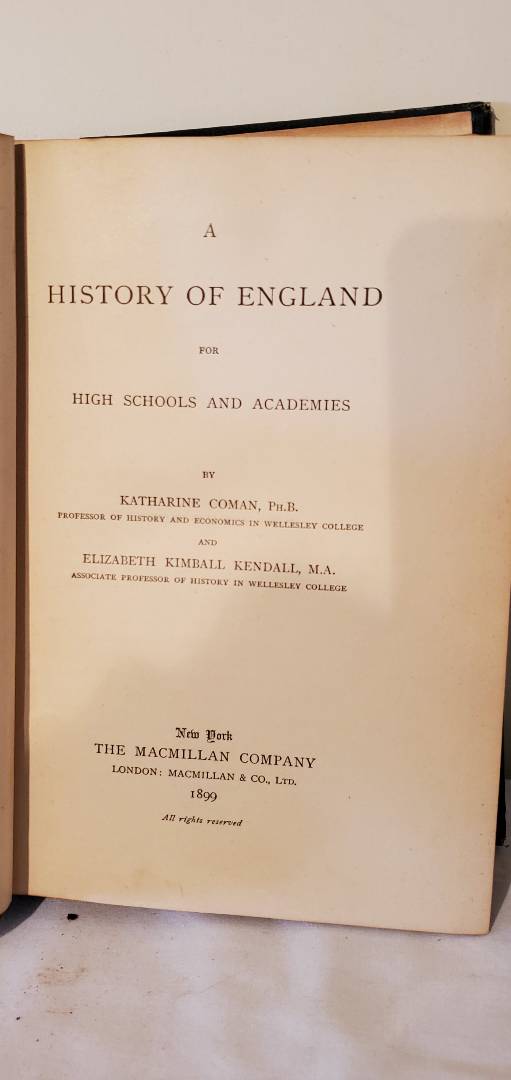 A
HISTORY OF ENGLAND
FOR
HIGH SCHOOLS AND ACADEMIES
BY
KATHARINE COMAN, PH.B.
PROFESSOR OF HISTORY AND ECONOMICS IN WELLESLEY COLLEGE
AND
ELIZABETH KIMBALL KENDALL, M.A.
ASSOCIATE PROFESSOR OF HISTORY IN WELLESLEY COLLEGE
New York
THE MACMILLAN COMPANY
LONDON: MACMILLAN & CO., LTD.
1899
All rights reserved